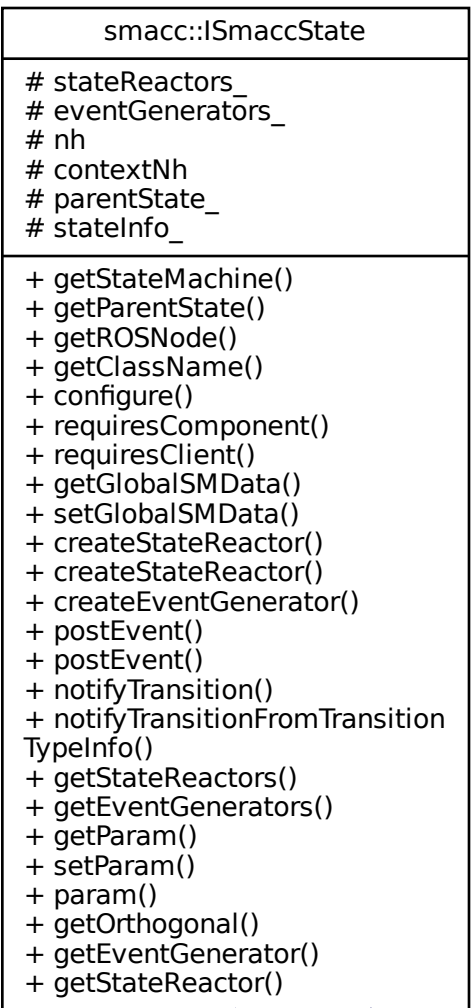 smacc::ISmaccState
# stateReactors_
# eventGenerators_
# nh
# contextNh
# parentState_
# stateInfo_
+ getStateMachine()
+ getParentState()
+ getROSNode()
+ getClassName()
+ configure()
+ requiresComponent()
+ requiresClient()
+ getGlobalSMData()
+ setGlobalSMData()
+ createStateReactor()
+ createStateReactor()
+ createEventGenerator()
+ postEvent()
+ postEvent()
+ notifyTransition()
+ notifyTransitionFromTransition
TypeInfo()
+ getStateReactors()
+ getEventGenerators()
+ getParam()
+ setParam()
+ param()
+ getOrthogonal()
+ getEventGenerator()
+ getStateReactor()